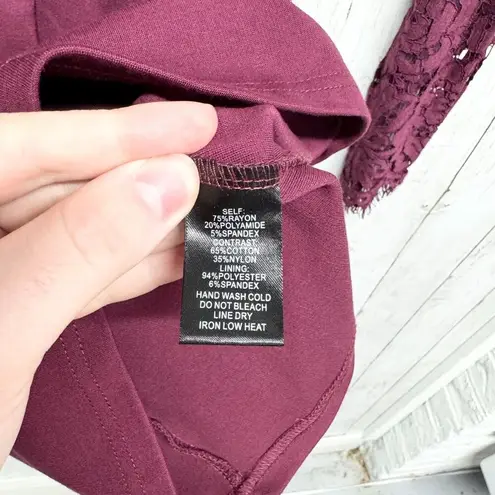 SELF:
75%RAYON
20%POLYAMIDE
5%SPANDEX
CONTRAST:
65%COTTON
35%NYLON
LINING:
94%POLYESTER
6%SPANDEX
HAND WASH COLD
DO NOT BLEACH
LINE DRY
IRON LOW HEAT